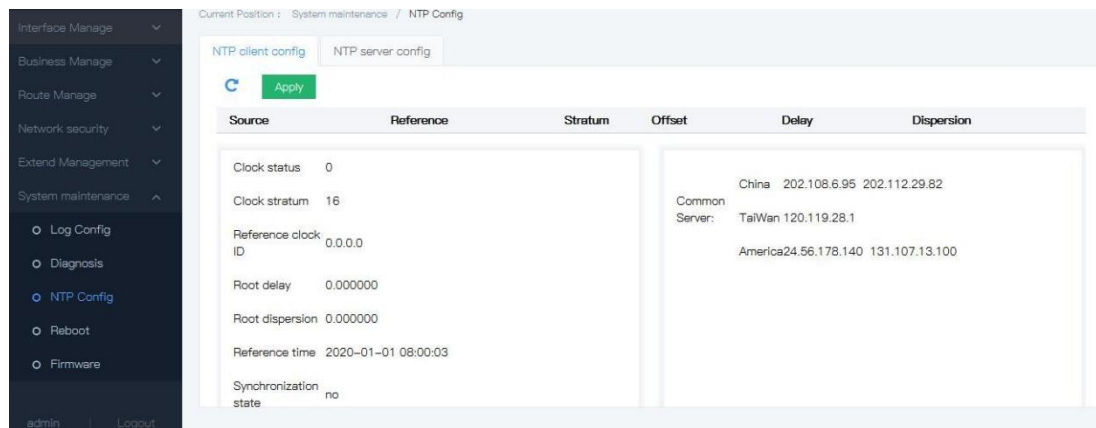 Current Position : System maintenance / NTP Config
Interface Manage
Business Manage
Route Manage
Network security
Extend Management
System maintenance
Log Config
Diagnosis
NTP Config
Reboot
Firmware
admin | Logout
NTP client config NTP server config
Apply
Source Reference Stratum Offset Delay Dispersion
Clock status 0
Clock stratum 16
Reference clock
ID
0.0.0.0
Root delay 0.000000
Root dispersion 0.000000
Reference time 2020-01-01 08:00:03
Synchronization
state
no
Common
Server:
China 202.108.6.95 202.112.29.82
TaiWan 120.119.28.1
America24.56.178.140 131.107.13.100